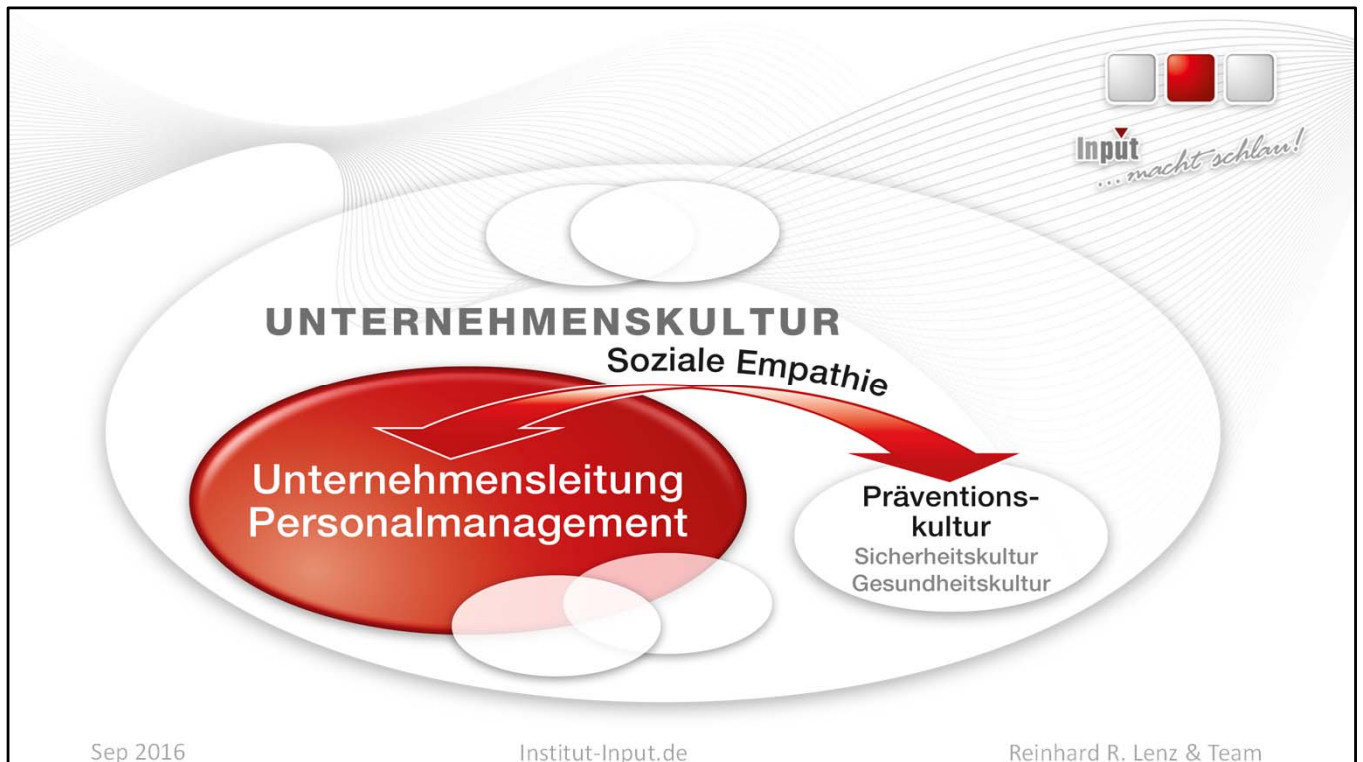 Input
... macht schlau!
UNTERNEHMENSKULTUR
Soziale Empathie
Unternehmensleitung
Personalmanagement
Präventions-
kultur
Sicherheitskultur
Gesundheitskultur
Sep 2016
Institut-Input.de
Reinhard R. Lenz & Team